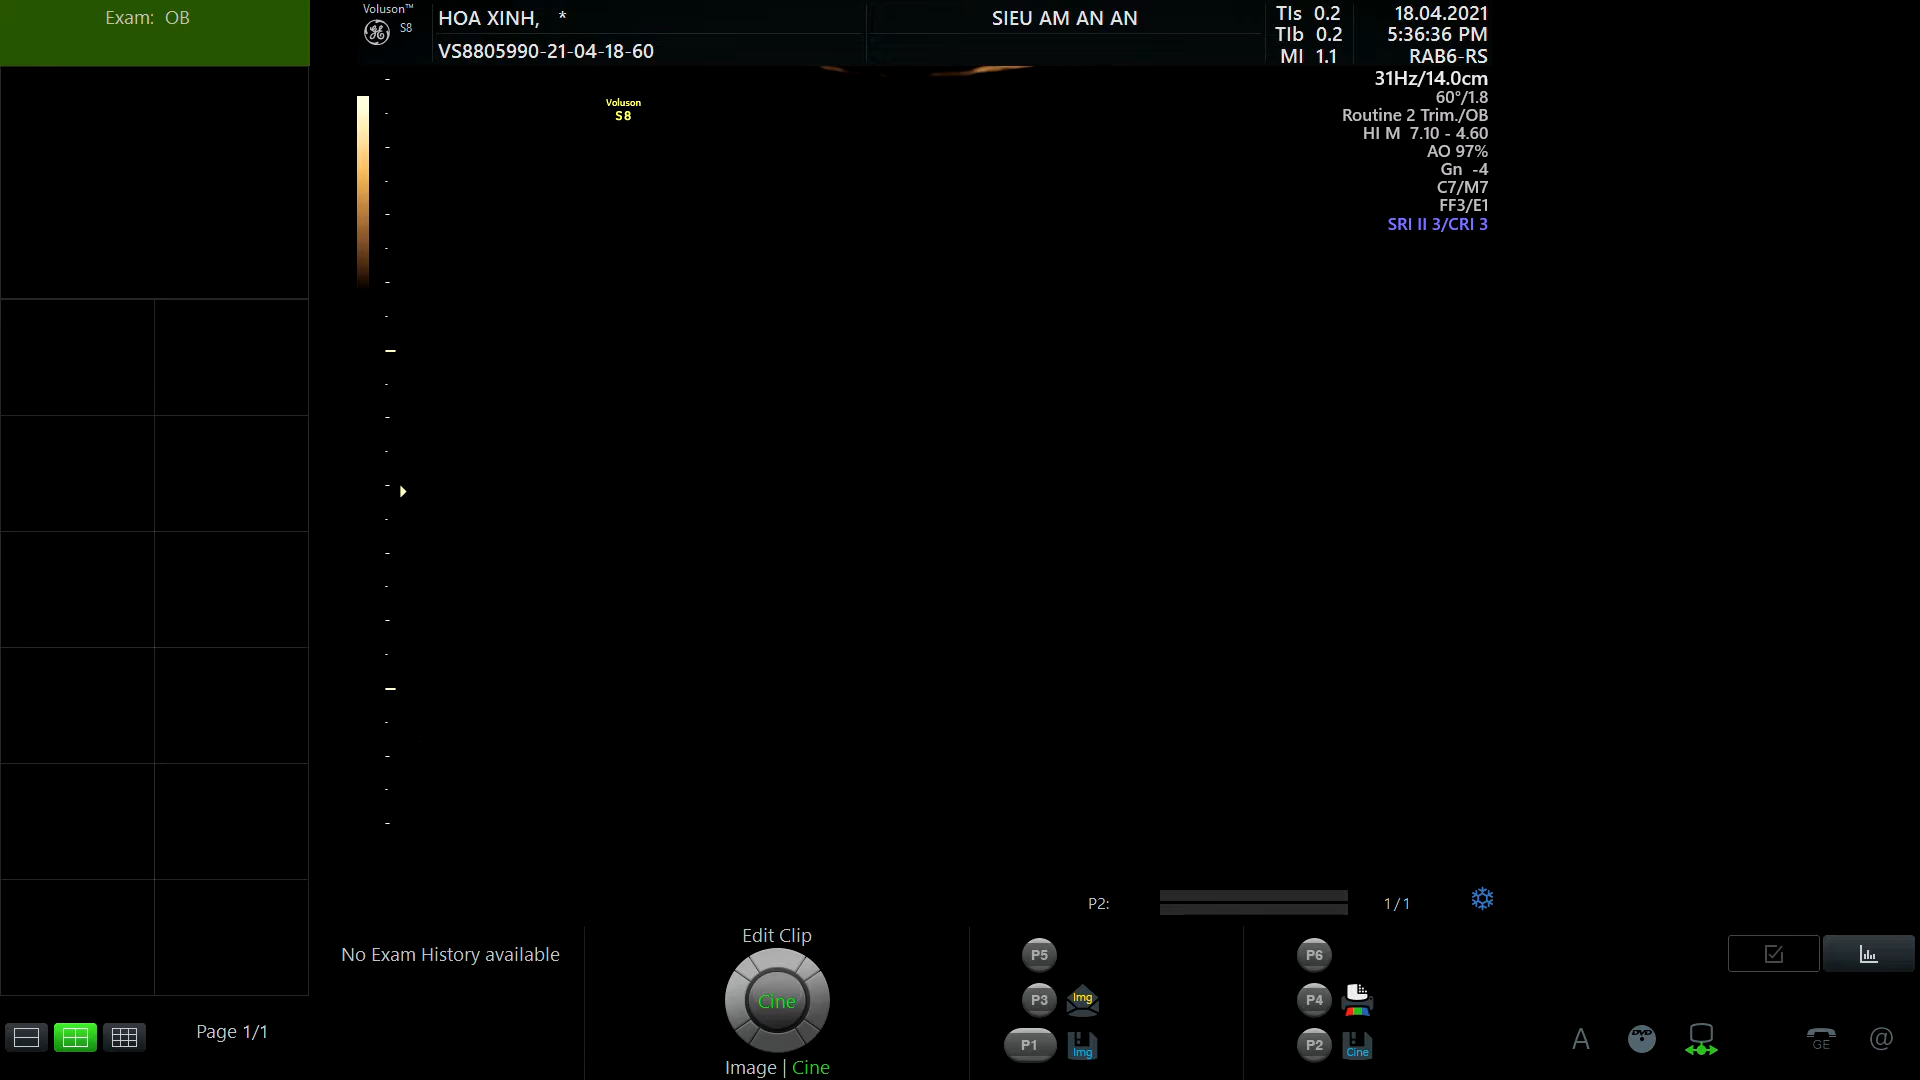 Exam: OB
Voluson™
S8
HOA XINH, *
VS8805990-21-04-18-60
SIEU AM AN AN
TIs 0.2
TIb 0.2
MI 1.1
18.04.2021
5:36:36 PM
RAB6-RS
31Hz/14.0cm
60°/1.8
Routine 2 Trim./OB
HI M 7.10 - 4.60
AO 97%
Gn -4
C7/M7
FF3/E1
SRI II 3/CRI 3
Voluson
S8
P2:
1/1
No Exam History available
Edit Clip
Cine
Image | Cine
P5
P3 Img
P1 Img
P6
P4
P2 Cine
Page 1/1
A
DVD
GE
@